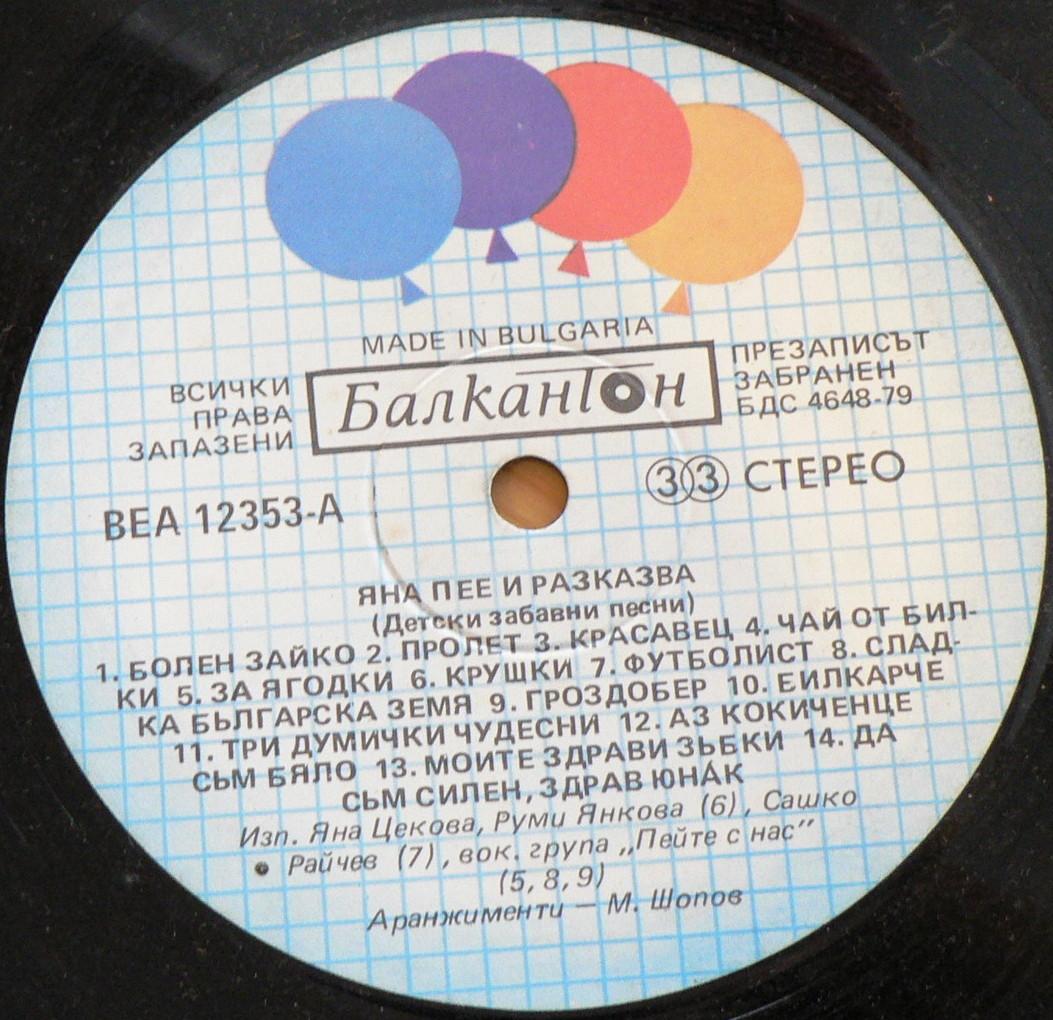 MADE IN BULGARIA
ВСИЧКИ
ПРАВА
ЗАПАЗЕНИ
Балкантон
ПРЕЗАПИСЪТ
ЗАБРАНЕН
БДС 4648-79
ВЕА 12353-А
33 СТЕРЕО
ЯНА ПЕЕ И РАЗКАЗВА
(Детски забавни песни)
1. БОЛЕН ЗАЙКО 2. ПРОЛЕТ 3. КРАСАВЕЦ 4. ЧАЙ ОТ БИЛ-
КИ 5. ЗА ЯГОДКИ 6. КРУШКИ 7. ФУТБОЛИСТ 8. СЛАД-
КА БЬЛГАРСКА ЗЕМЯ 9. ГРОЗДОБЕР 10. ЕИЛКАРЧЕ
11. ТРИ ДУМИЧКИ ЧУДЕСНИ 12. АЗ КОКИЧЕНЦЕ
СЬМ БЯЛО 13. МОИТЕ ЗДРАВИ ЗЬБКИ 14. ДА
СЬМ СИЛЕН, ЗДРАВ ЮНАК
Изп. Яна Цекова, Руми Янкова (6), Сашко
Райчев (7), вок. група „Пейте с нас”
(5, 8, 9)
Аранжименти — М. Шопов